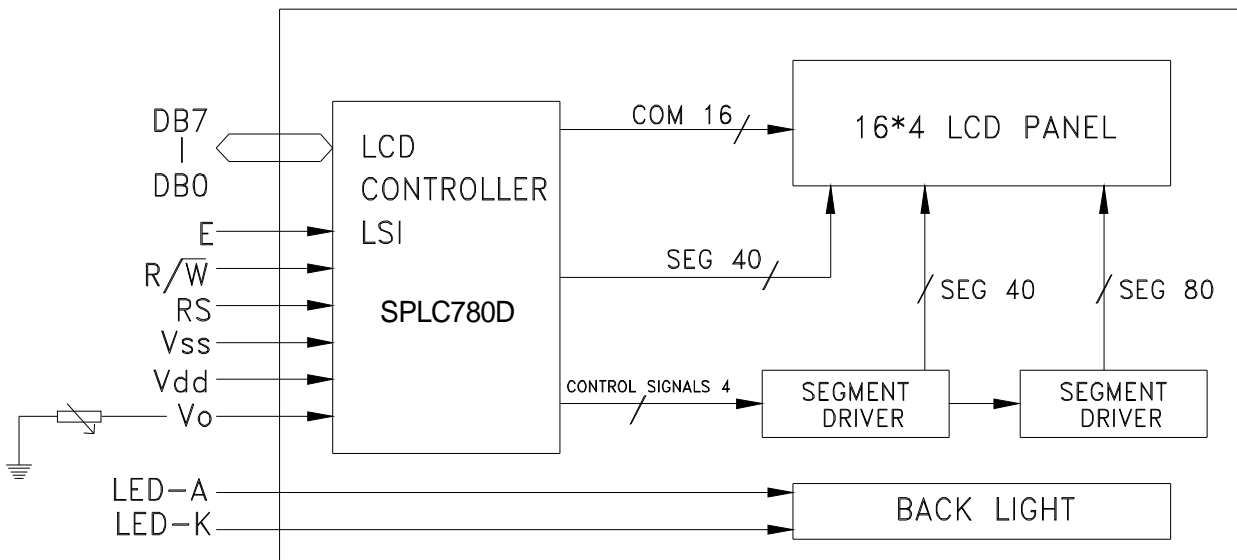 DB7
DB0
E
R/W̅
RS
Vss
Vdd
Vo
LED-A
LED-K
LCD
CONTROLLER
LSI
SPLC780D
COM 16
SEG 40
CONTROL SIGNALS 4
16*4 LCD PANEL
SEG 40
SEG 80
SEGMENT
DRIVER
SEGMENT
DRIVER
BACK LIGHT